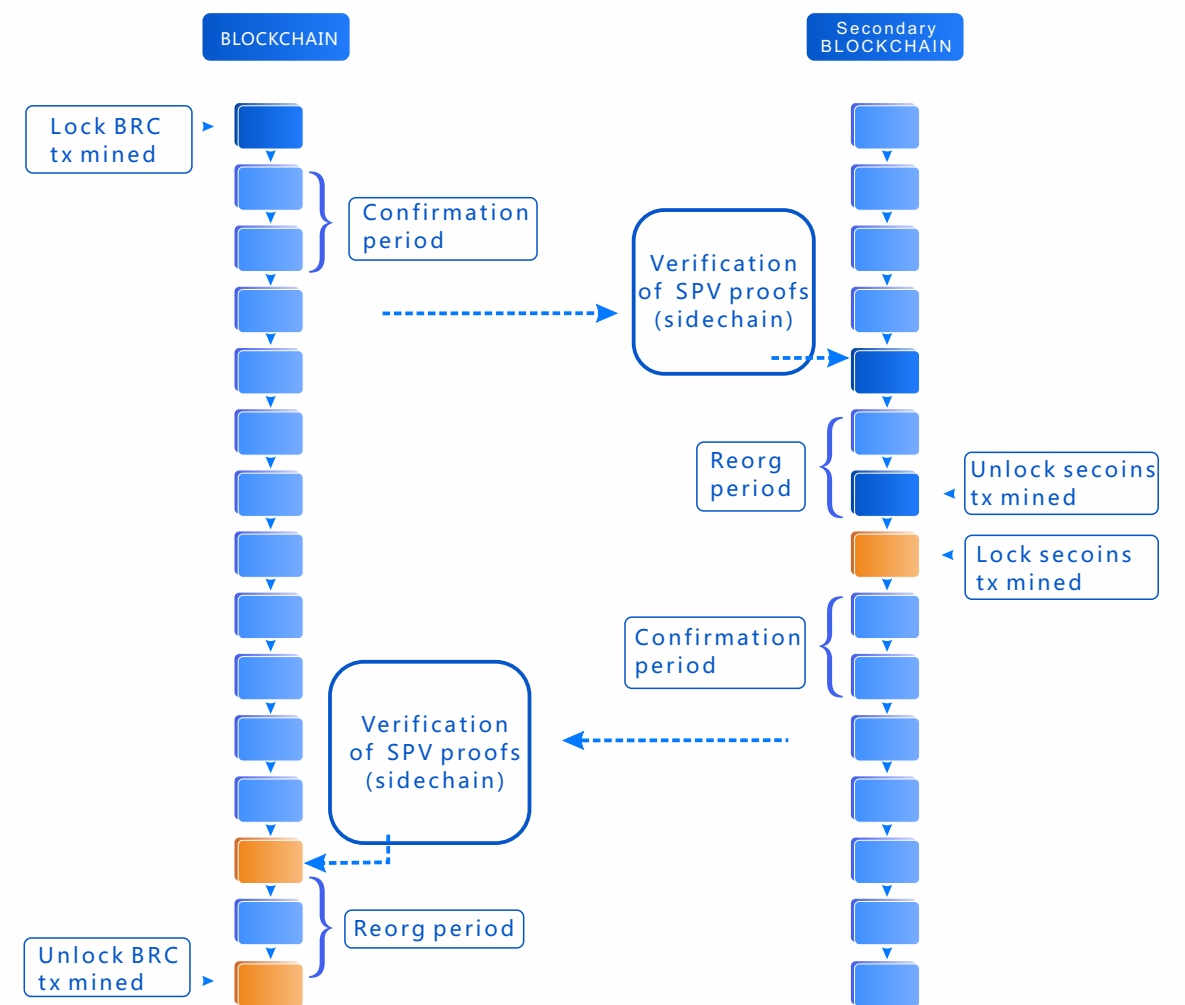 BLOCKCHAIN
Secondary
BLOCKCHAIN
Lock BRC
tx mined
Confirmation
period
Verification
of SPV proofs
(sidechain)
Reorg
period
Unlock secoins
tx mined
Lock secoins
tx mined
Confirmation
period
Verification
of SPV proofs
(sidechain)
Reorg period
Unlock BRC
tx mined